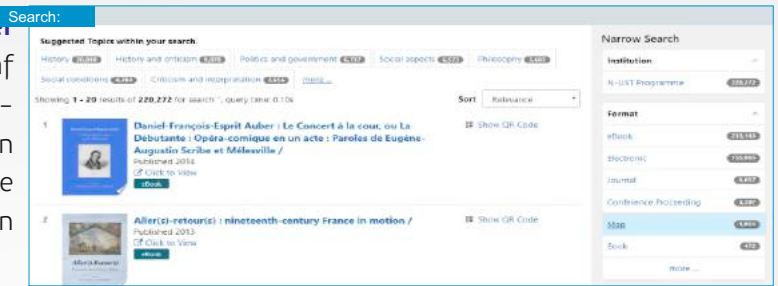 Search:
Suggested Topics within your search.
History
History and criticism
Politics and government
Social aspects
Philosophy
Social conditions
Criticism and interpretation
more ...
Showing 1 - 20 results of 220,272 for search '', query time: 0.10s
Sort Relevance
1
Daniel-François-Esprit Auber : Le Concert à la cour, ou La
Débutante : Opéra-comique en un acte : Paroles de Eugène-
Augustin Scribe et Mélesville /
Published 2014
Click to View
eBook
Show QR Code
2
Aller(s)-retour(s) : nineteenth-century France in motion /
Published 2013
Click to View
eBook
Show QR Code
Narrow Search
Institution
N-LIST Programme
Format
eBook
Electronic
Journal
Conference Proceeding
Map
Book
more ...